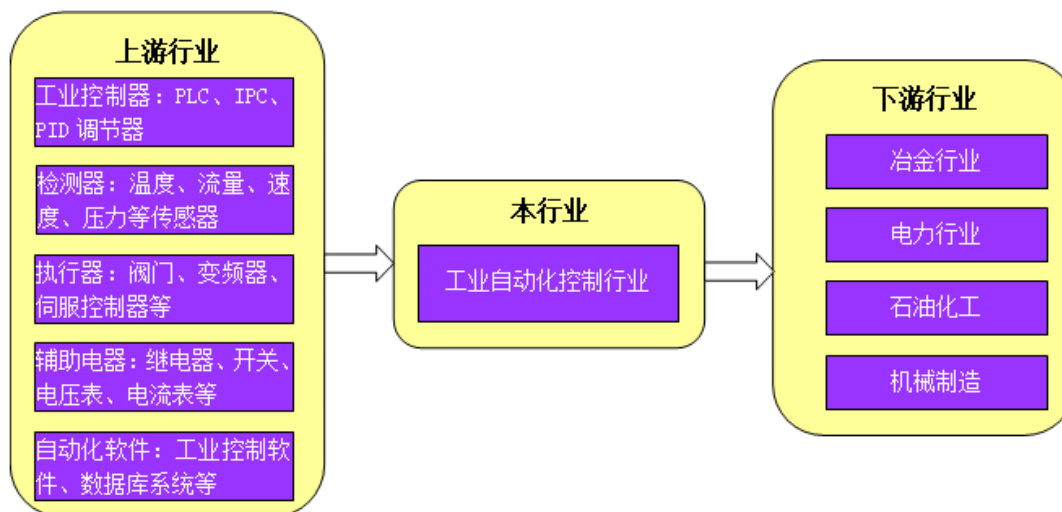 上游行业
工业控制器：PLC、IPC、
PID 调节器
检测器：温度、流量、速
度、压力等传感器
执行器：阀门、变频器、
伺服控制器等
辅助电器：继电器、开关、
电压表、电流表等
自动化软件：工业控制软
件、数据库系统等
本行业
工业自动化控制行业
下游行业
冶金行业
电力行业
石油化工
机械制造